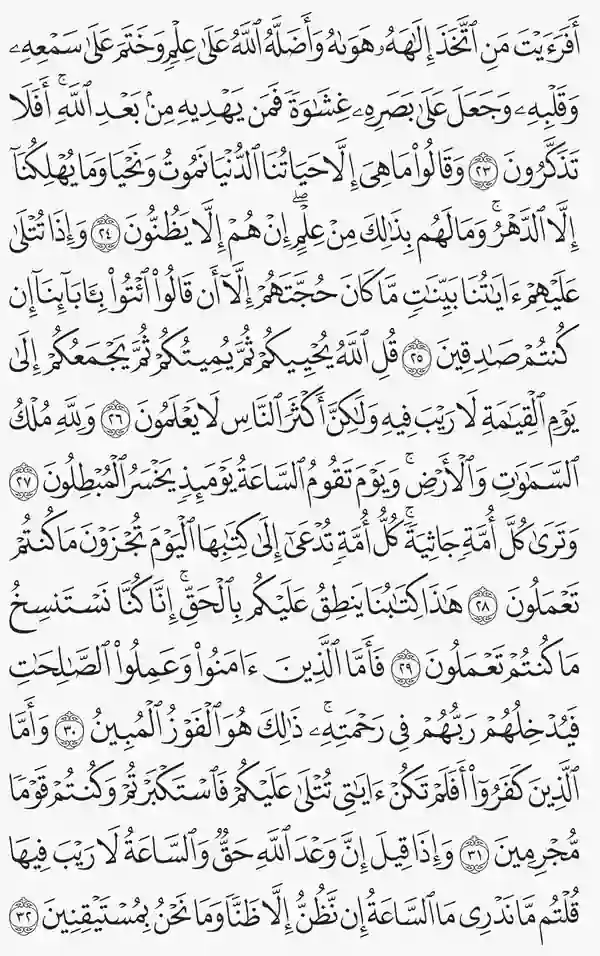 أَفَرَءَيْتَ مَنِ ٱتَّخَذَ إِلَٰهَهُۥ هَوَىٰهُ وَأَضَلَّهُ ٱللَّهُ عَلَىٰ عِلْمٍ وَخَتَمَ عَلَىٰ سَمْعِهِۦ
وَقَلْبِهِۦ وَجَعَلَ عَلَىٰ بَصَرِهِۦ غِشَٰوَةً فَمَن يَهْدِيهِ مِنۢ بَعْدِ ٱللَّهِۚ أَفَلَا
تَذَكَّرُونَ ٢٣ وَقَالُوا۟ مَا هِىَ إِلَّا حَيَاتُنَا ٱلدُّنْيَا نَمُوتُ وَنَحْيَا وَمَا يُهْلِكُنَآ
إِلَّا ٱلدَّهْرُۚ وَمَا لَهُم بِذَٰلِكَ مِنْ عِلْمٍۖ إِنْ هُمْ إِلَّا يَظُنُّونَ ٢٤ وَإِذَا تُتْلَىٰ
عَلَيْهِمْ ءَايَٰتُنَا بَيِّنَٰتٍ مَّا كَانَ حُجَّتَهُمْ إِلَّآ أَن قَالُوا۟ ٱئْتُوا۟ بِـَٔابَآئِنَآ إِن
كُنتُمْ صَٰدِقِينَ ٢٥ قُلِ ٱللَّهُ يُحْيِيكُمْ ثُمَّ يُمِيتُكُمْ ثُمَّ يَجْمَعُكُمْ إِلَىٰ
يَوْمِ ٱلْقِيَٰمَةِ لَا رَيْبَ فِيهِ وَلَٰكِنَّ أَكْثَرَ ٱلنَّاسِ لَا يَعْلَمُونَ ٢٦ وَلِلَّهِ مُلْكُ
ٱلسَّمَٰوَٰتِ وَٱلْأَرْضِۚ وَيَوْمَ تَقُومُ ٱلسَّاعَةُ يَوْمَئِذٍ يَخْسَرُ ٱلْمُبْطِلُونَ ٢٧
وَتَرَىٰ كُلَّ أُمَّةٍ جَاثِيَةًۚ كُلُّ أُمَّةٍ تُدْعَىٰٓ إِلَىٰ كِتَٰبِهَا ٱلْيَوْمَ تُجْزَوْنَ مَا كُنتُمْ
تَعْمَلُونَ ٢٨ هَٰذَا كِتَٰبُنَا يَنطِقُ عَلَيْكُم بِٱلْحَقِّۚ إِنَّا كُنَّا نَسْتَنسِخُ
مَا كُنتُمْ تَعْمَلُونَ ٢٩ فَأَمَّا ٱلَّذِينَ ءَامَنُوا۟ وَعَمِلُوا۟ ٱلصَّٰلِحَٰتِ
فَيُدْخِلُهُمْ رَبُّهُمْ فِى رَحْمَتِهِۦۚ ذَٰلِكَ هُوَ ٱلْفَوْزُ ٱلْمُبِينُ ٣٠ وَأَمَّا
ٱلَّذِينَ كَفَرُوٓا۟ أَفَلَمْ تَكُنْ ءَايَٰتِى تُتْلَىٰ عَلَيْكُمْ فَٱسْتَكْبَرْتُمْ وَكُنتُمْ قَوْمًا
مُّجْرِمِينَ ٣١ وَإِذَا قِيلَ إِنَّ وَعْدَ ٱللَّهِ حَقٌّ وَٱلسَّاعَةُ لَا رَيْبَ فِيهَا
قُلْتُم مَّا نَدْرِى مَا ٱلسَّاعَةُ إِن نَّظُنُّ إِلَّا ظَنًّا وَمَا نَحْنُ بِمُسْتَيْقِنِينَ ٣٢